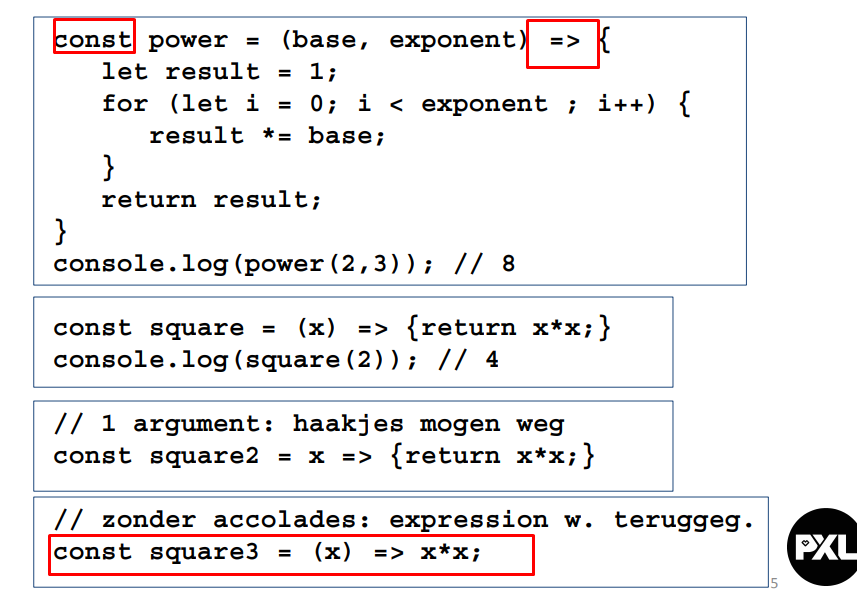 const power = (base, exponent) => {
let result = 1;
for (let i = 0; i < exponent ; i++) {
result *= base;
}
return result;
}
console.log(power(2,3)); // 8
const square = (x) => {return x*x;}
console.log(square(2)); // 4
// 1 argument: haakjes mogen weg
const square2 = x => {return x*x;}
// zonder accolades: expression w. teruggeg.
const square3 = (x) => x*x;
PXL
5